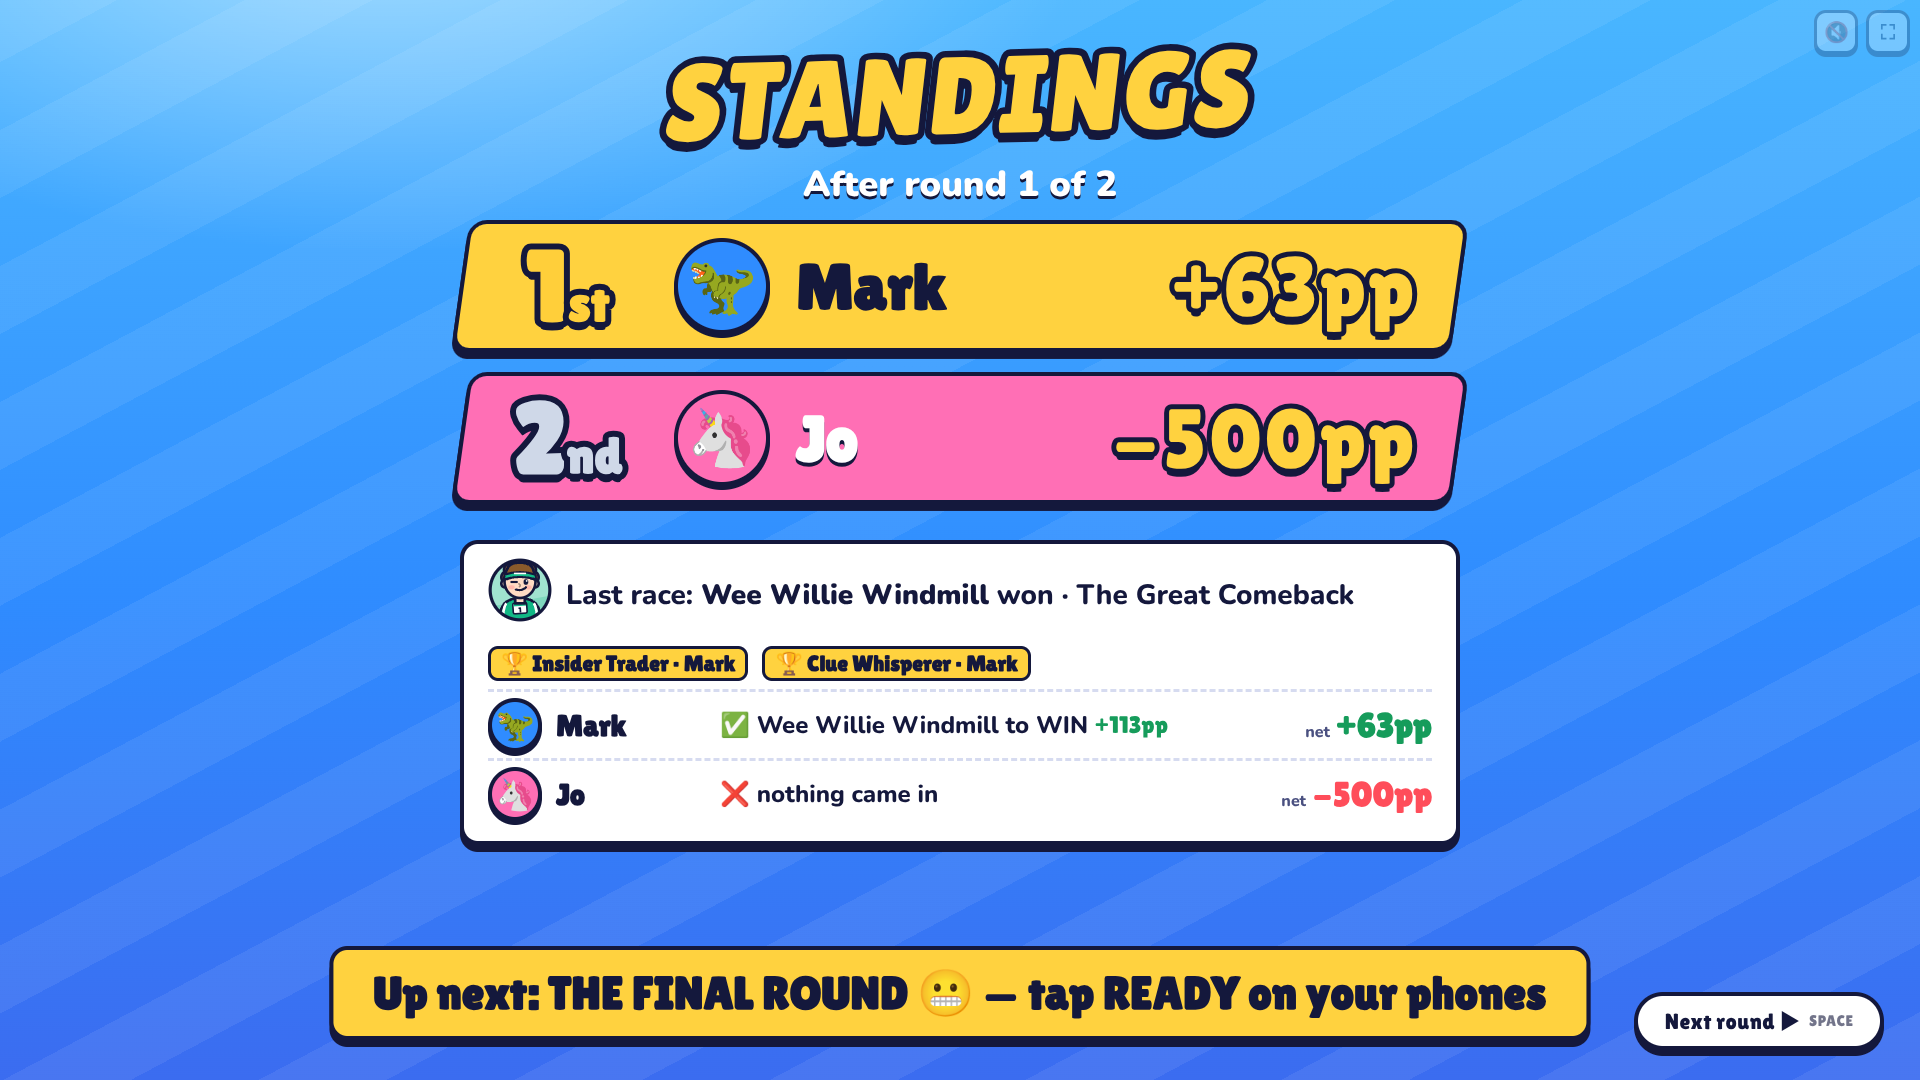 STANDINGS
After round 1 of 2
1st Mark +63pp
2nd Jo −500pp
1
Last race: Wee Willie Windmill won · The Great Comeback
🏆 Insider Trader · Mark 🏆 Clue Whisperer · Mark
Mark ✅ Wee Willie Windmill to WIN +113pp net +63pp
Jo ❌ nothing came in net −500pp
Up next: THE FINAL ROUND 😬 — tap READY on your phones
Next round ▶ SPACE